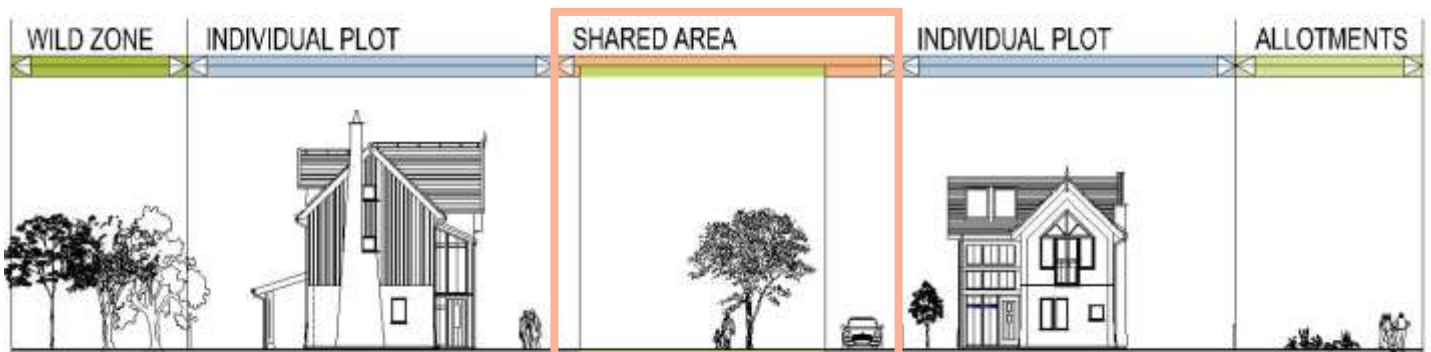 WILD ZONE
INDIVIDUAL PLOT
SHARED AREA
INDIVIDUAL PLOT
ALLOTMENTS